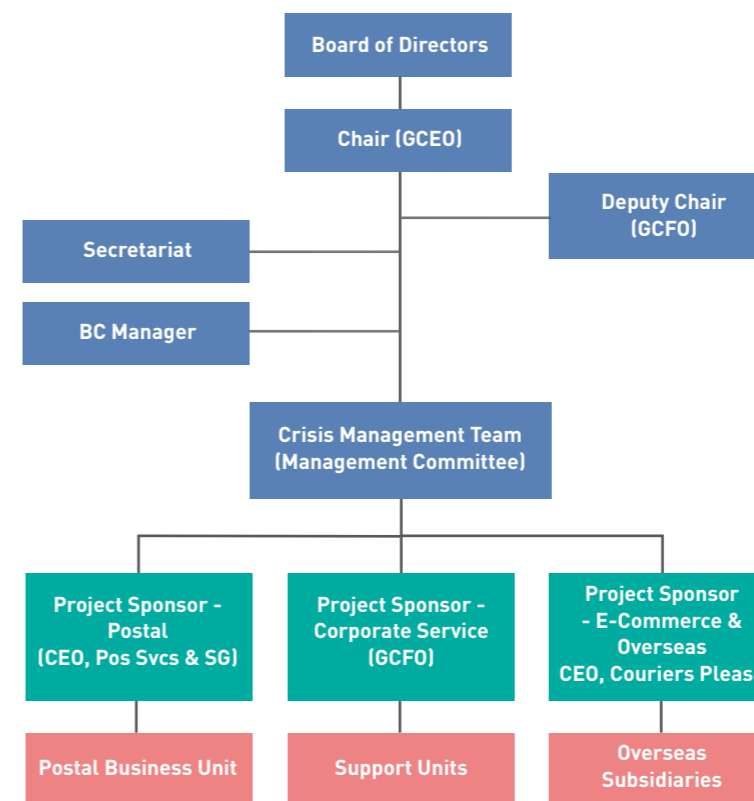 Board of Directors
Chair (GCEO)
Deputy Chair
(GCFO)
Secretariat
BC Manager
Crisis Management Team
(Management Committee)
Project Sponsor -
Postal
(CEO, Pos Svcs & SG)
Project Sponsor -
Corporate Service
(GCFO)
Project Sponsor
- E-Commerce &
Overseas
CEO, Couriers Pleas
Postal Business Unit
Support Units
Overseas
Subsidiaries